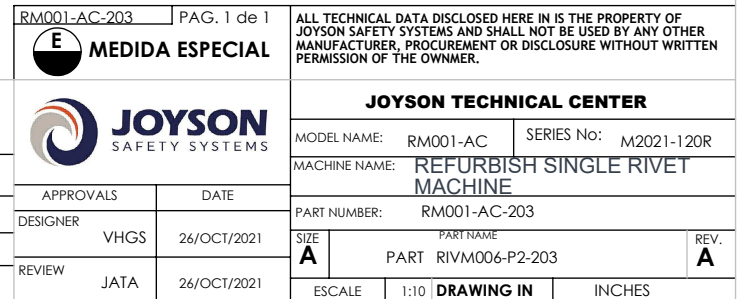 RM001-AC-203 PAG. 1 de 1
E MEDIDA ESPECIAL
ALL TECHNICAL DATA DISCLOSED HERE IN IS THE PROPERTY OF
JOYSON SAFETY SYSTEMS AND SHALL NOT BE USED BY ANY OTHER
MANUFACTURER, PROCUREMENT OR DISCLOSURE WITHOUT WRITTEN
PERMISSION OF THE OWNMER.
JOYSON
SAFETY SYSTEMS
JOYSON TECHNICAL CENTER
MODEL NAME: RM001-AC SERIES No: M2021-120R
MACHINE NAME: REFURBISH SINGLE RIVET
MACHINE
APPROVALS DATE
PART NUMBER: RM001-AC-203
DESIGNER
VHGS 26/OCT/2021
SIZE PART NAME REV.
A PART RIVM006-P2-203 A
REVIEW
JATA 26/OCT/2021
ESCALE 1:10 DRAWING IN INCHES